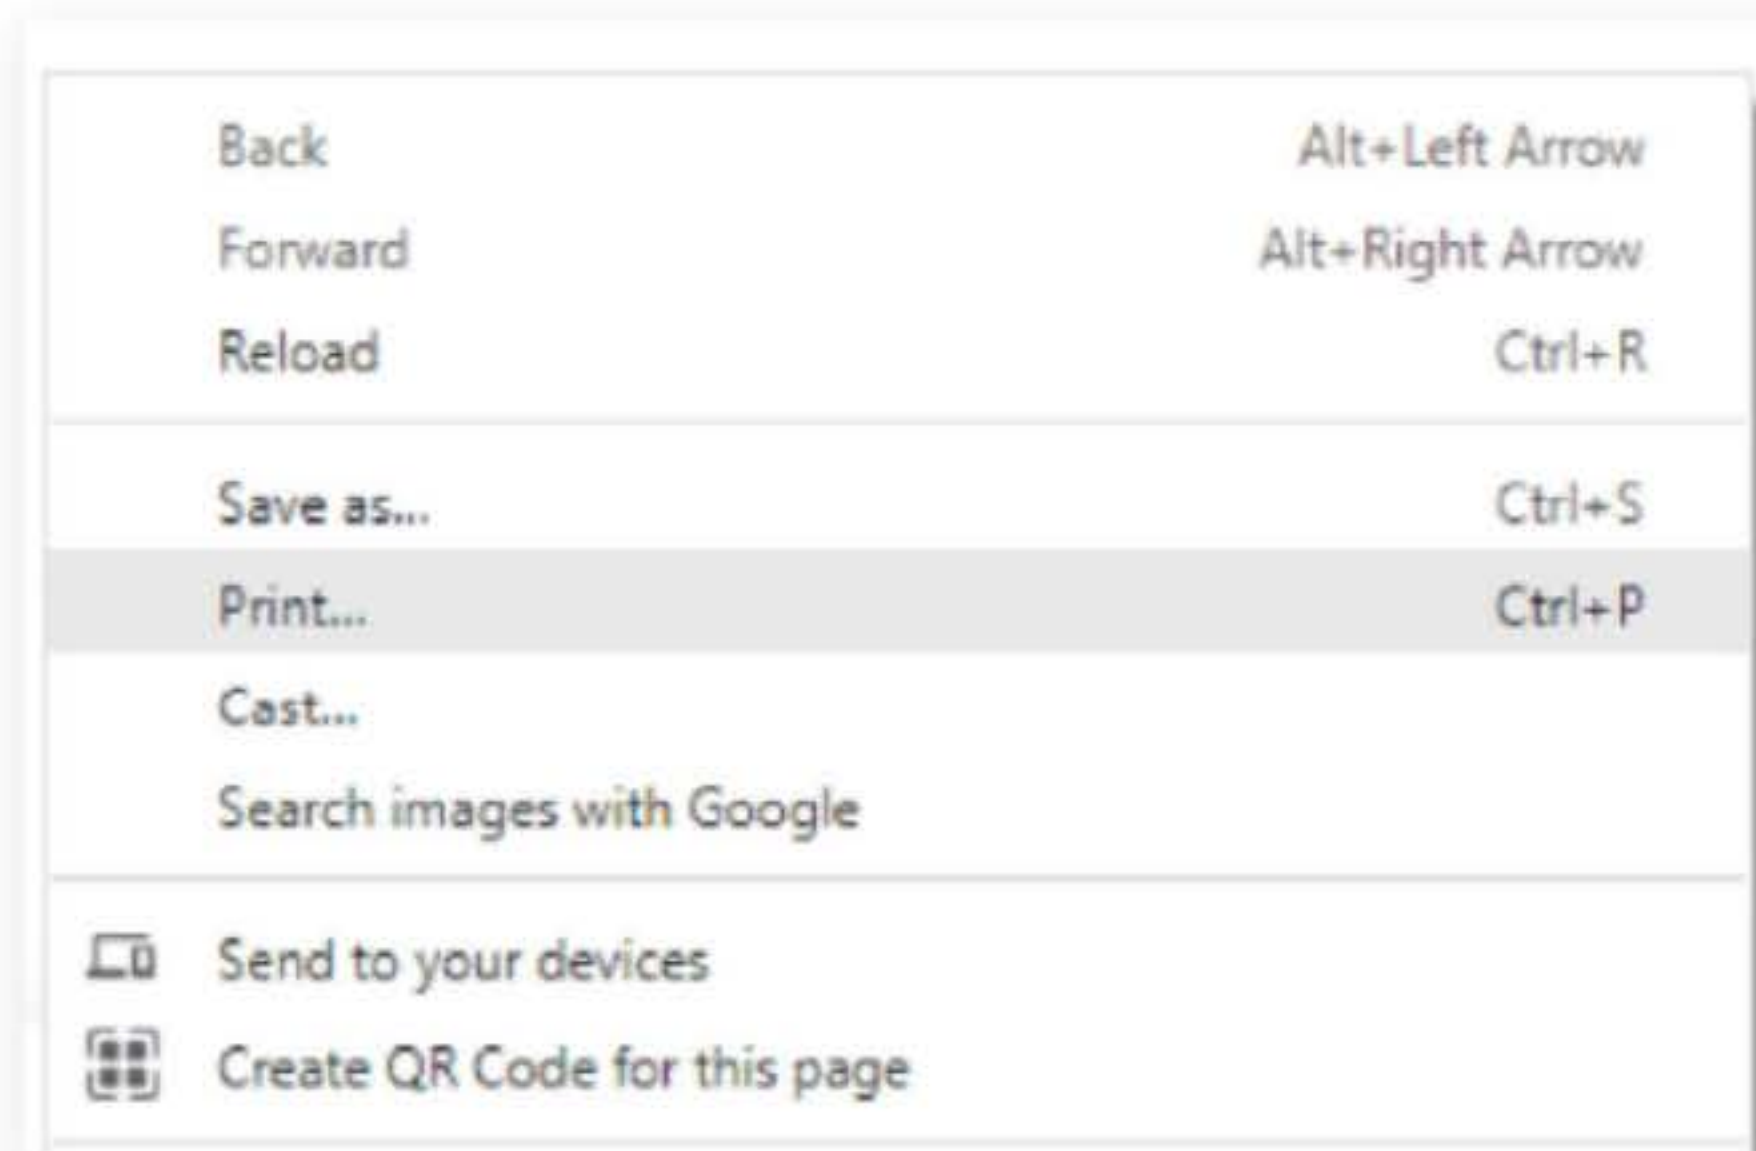 Back Alt+Left Arrow
Forward Alt+Right Arrow
Reload Ctrl+R
Save as... Ctrl+S
Print... Ctrl+P
Cast...
Search images with Google
Send to your devices
Create QR Code for this page